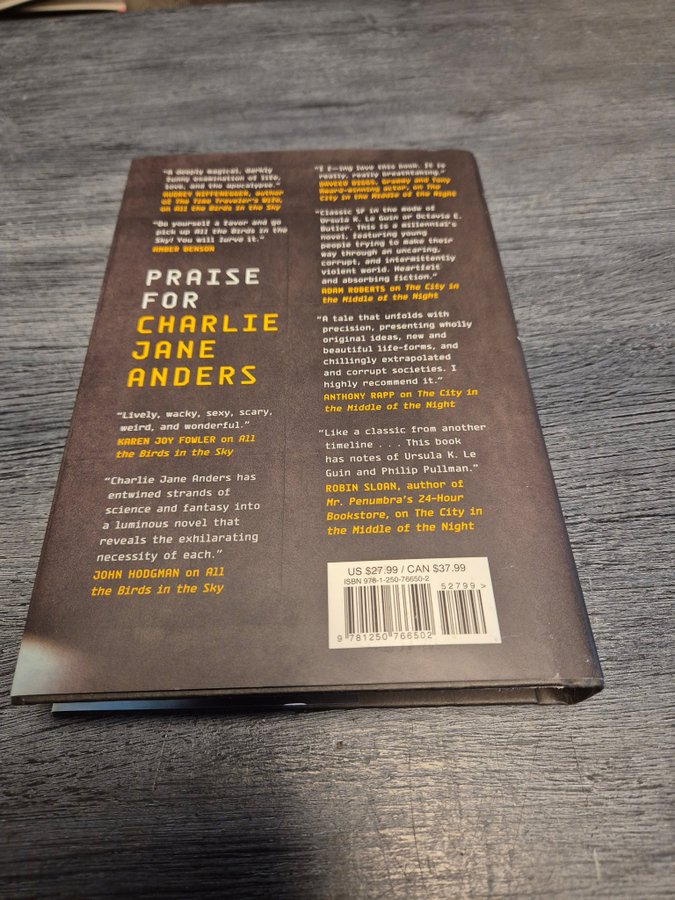 "A deeply magical, darkly
funny examination of life,
love, and the apocalypse."
AUDREY NIFFENEGGER, author
of The Time Traveler's Wife,
on All the Birds in the Sky
"Do yourself a favor and go
pick up All the Birds in the
Sky! You will lurve it."
AMBER BENSON
PRAISE
FOR
CHARLIE
JANE
ANDERS
"Lively, wacky, sexy, scary,
weird, and wonderful."
KAREN JOY FOWLER on All
the Birds in the Sky
"Charlie Jane Anders has
entwined strands of
science and fantasy into
a luminous novel that
reveals the exhilarating
necessity of each."
JOHN HODGMAN on All
the Birds in the Sky
"I f—ing love this book. It is
really, really breathtaking."
DAVEED DIGGS, Grammy and Tony
Award-winning actor, on The
City in the Middle of the Night
"Classic SF in the mode of
Ursula K. Le Guin or Octavia E.
Butler. This is a millennial's
novel, featuring young
people trying to make their
way through an uncaring,
corrupt, and intermittently
violent world. Heartfelt
and absorbing fiction."
ADAM ROBERTS on The City in
the Middle of the Night
"A tale that unfolds with
precision, presenting wholly
original ideas, new and
beautiful life-forms, and
chillingly extrapolated
and corrupt societies. I
highly recommend it."
ANTHONY RAPP on The City in
the Middle of the Night
"Like a classic from another
timeline . . . This book
has notes of Ursula K. Le
Guin and Philip Pullman."
ROBIN SLOAN, author of
Mr. Penumbra's 24-Hour
Bookstore, on The City in
the Middle of the Night
US $27.99 / CAN $37.99
ISBN 978-1-250-76650-2
52799>
9 781250 766502